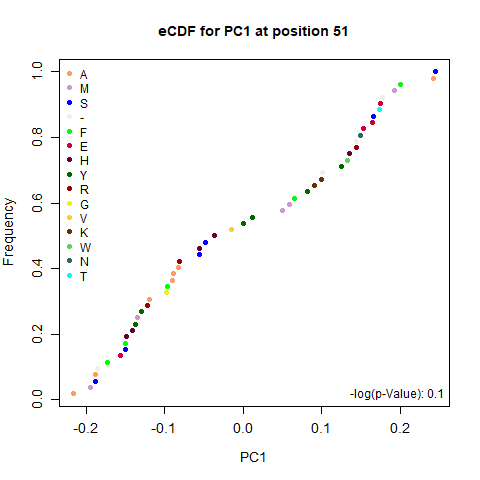 eCDF for PC1 at position 51
Frequency
1.0
0.8
0.6
0.4
0.2
0.0
A
M
S
-
F
E
H
Y
R
G
V
K
W
N
T
-log(p-Value): 0.1
-0.2 -0.1 0.0 0.1 0.2
PC1